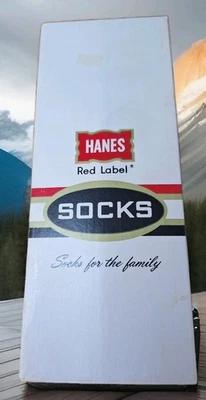 HANES
Red Label*
SOCKS
Socks for the family